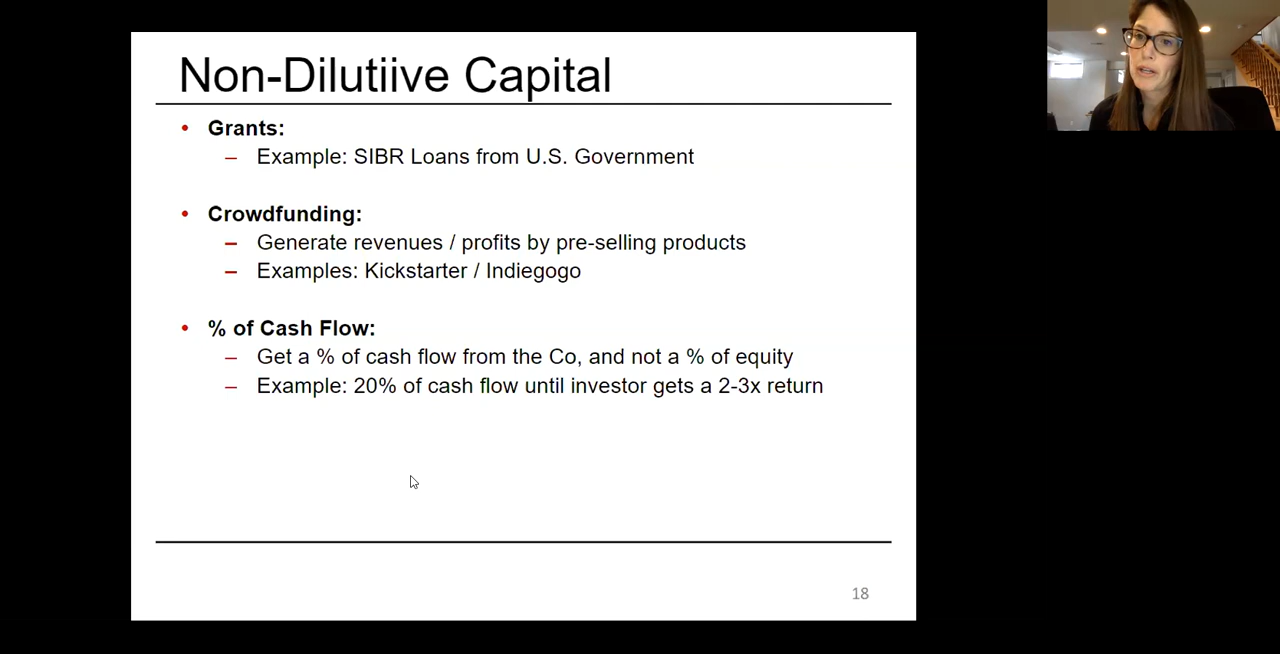 Non-Dilutiive Capital
• Grants:
– Example: SIBR Loans from U.S. Government
• Crowdfunding:
– Generate revenues / profits by pre-selling products
– Examples: Kickstarter / Indiegogo
• % of Cash Flow:
– Get a % of cash flow from the Co, and not a % of equity
– Example: 20% of cash flow until investor gets a 2-3x return
18